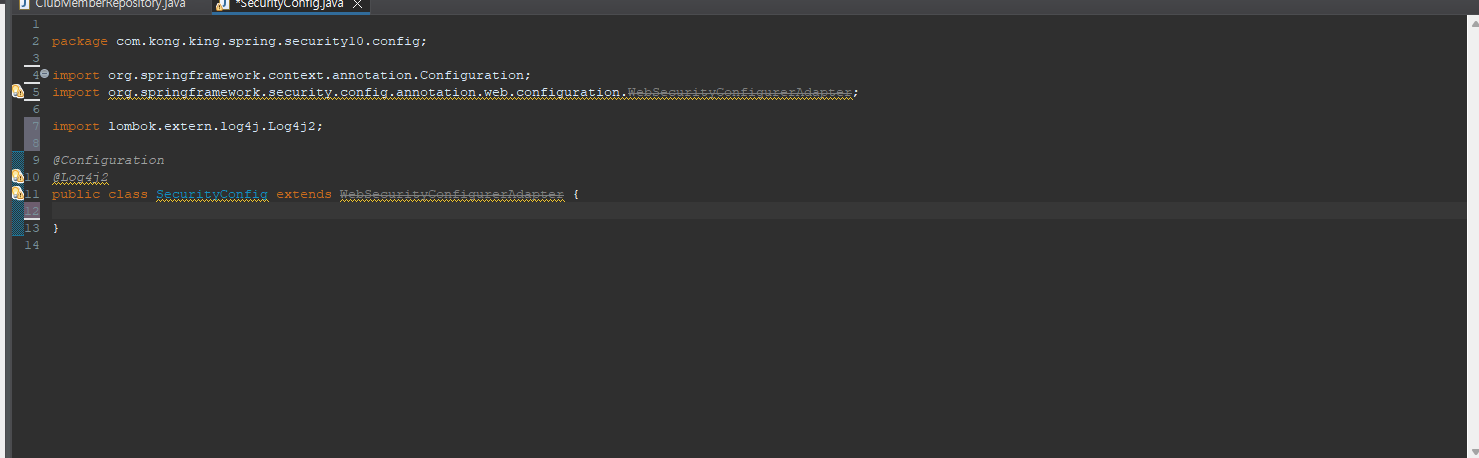 ClubMemberRepository.java *SecurityConfig.java
1
2 package com.kong.king.spring.security10.config;
3
4 import org.springframework.context.annotation.Configuration;
5 import org.springframework.security.config.annotation.web.configuration.WebSecurityConfigurerAdapter;
6
7 import lombok.extern.log4j.Log4j2;
8
9 @Configuration
10 @Log4j2
11 public class SecurityConfig extends WebSecurityConfigurerAdapter {
12
13 }
14